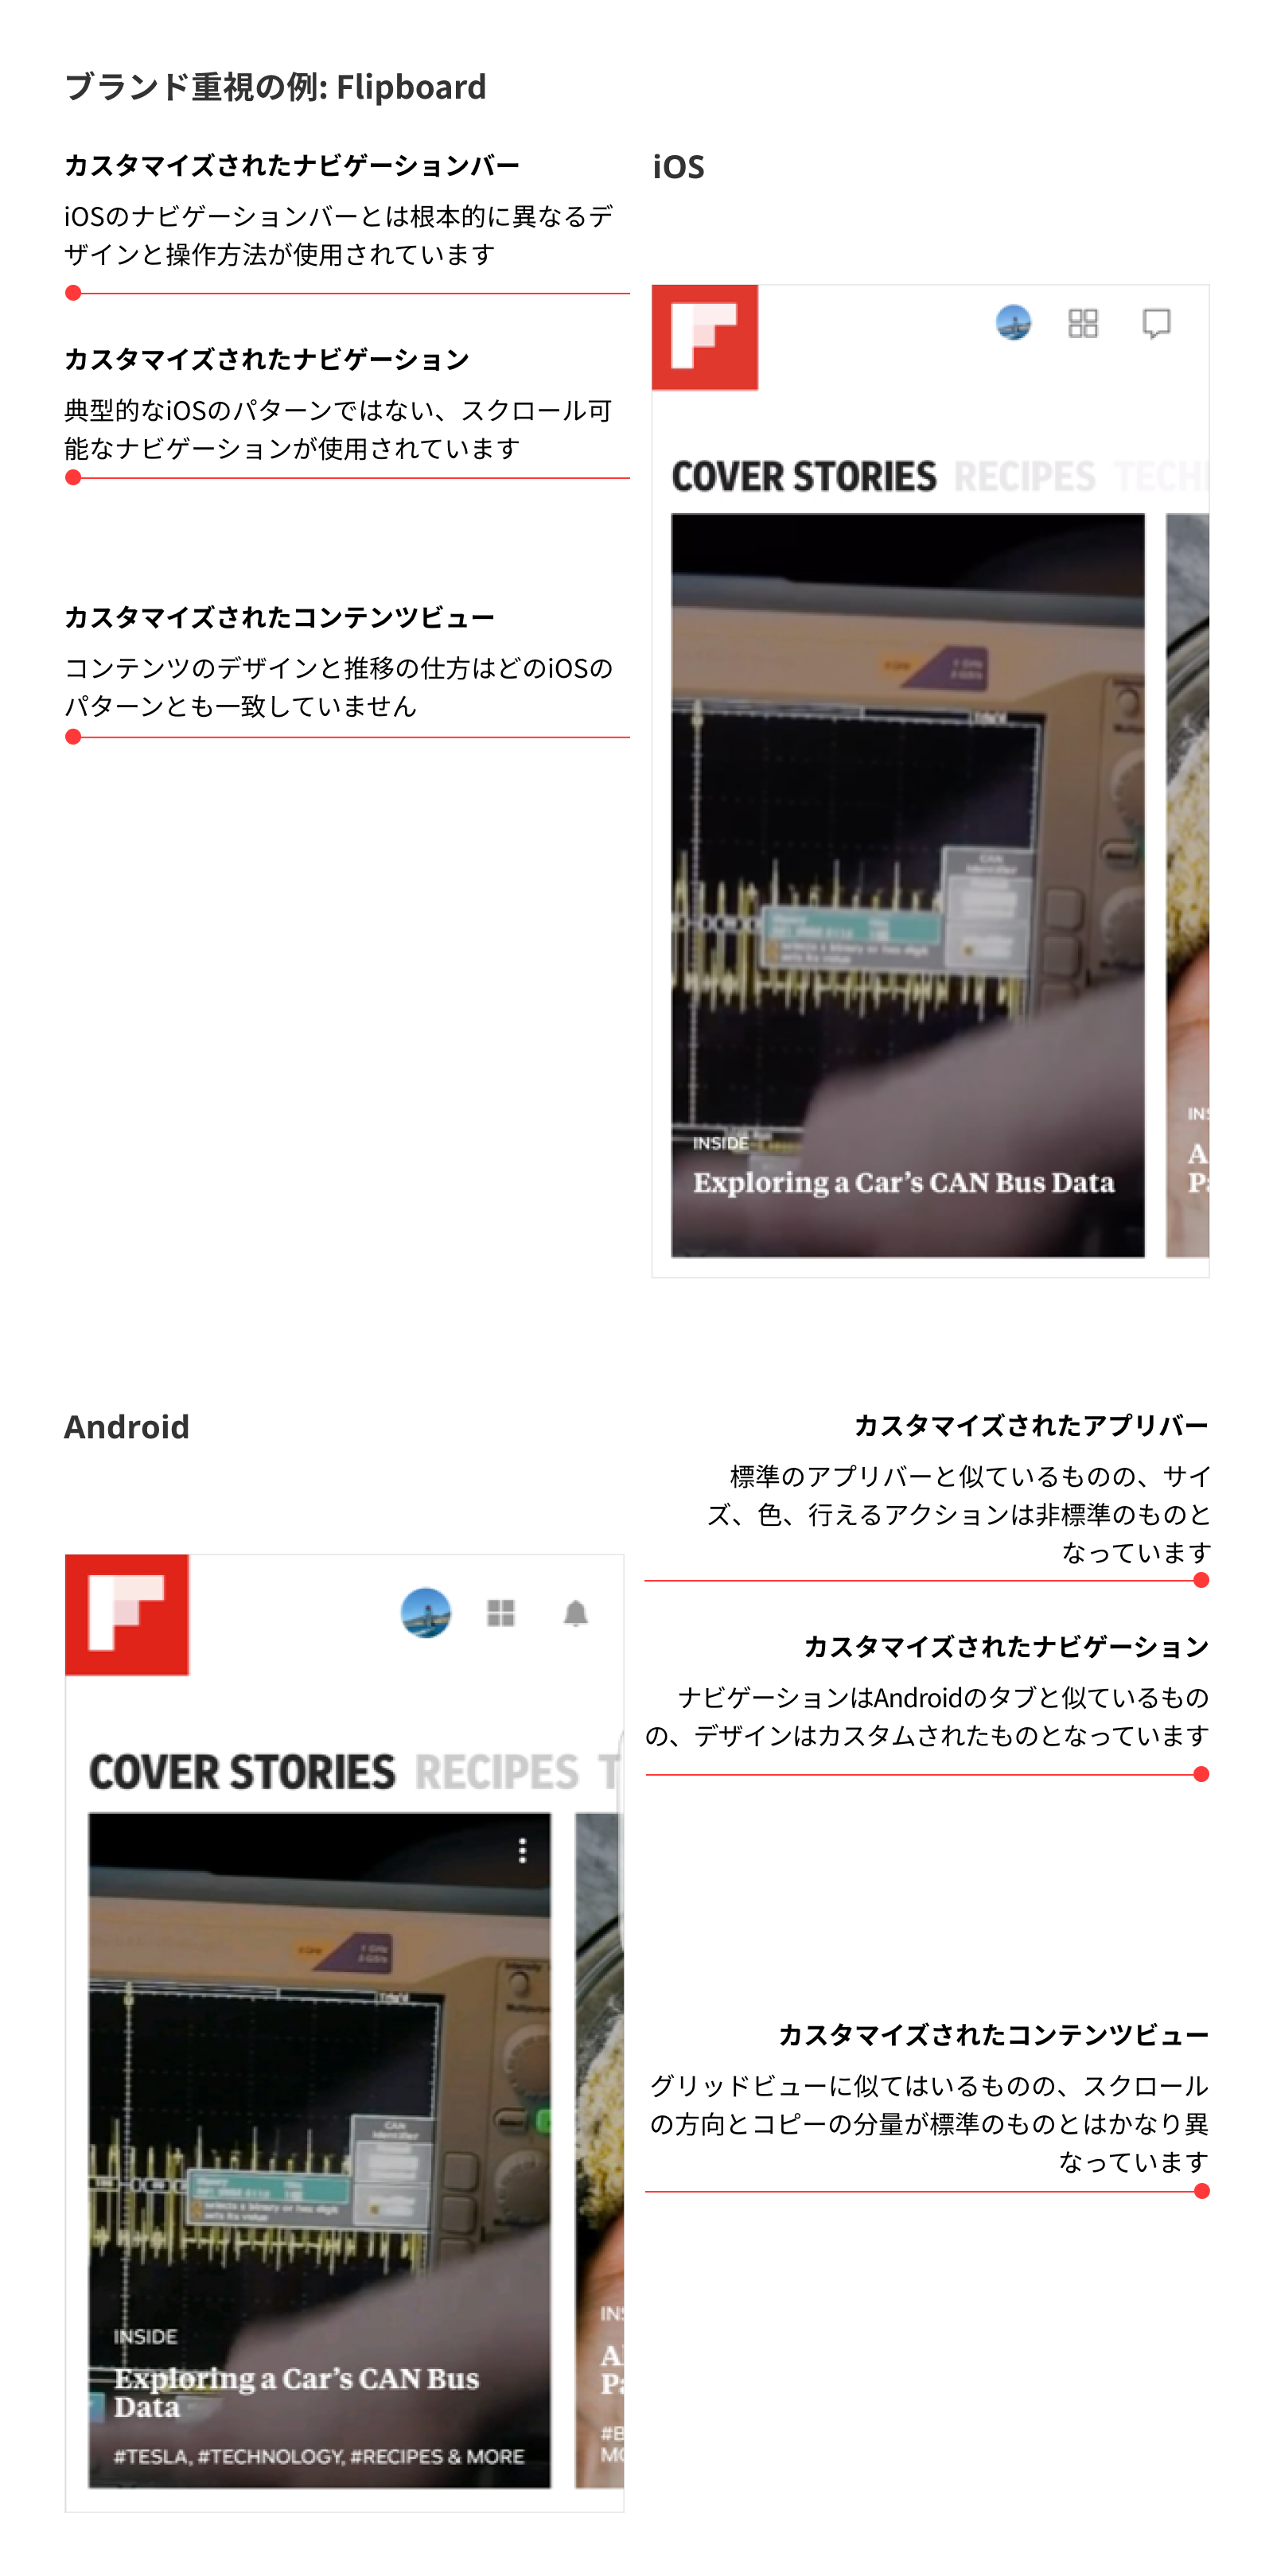 ブランド重視の例: Flipboard
カスタマイズされたナビゲーションバー
iOSのナビゲーションバーとは根本的に異なるデ
ザインと操作方法が使用されています
カスタマイズされたナビゲーション
典型的なiOSのパターンではない、スクロール可
能なナビゲーションが使用されています
カスタマイズされたコンテンツビュー
コンテンツのデザインと推移の仕方はどのiOSの
パターンとも一致していません
iOS
COVER STORIES RECIPES TECH
INSIDE
Exploring a Car’s CAN Bus Data
Android
COVER STORIES RECIPES T
INSIDE
Exploring a Car’s CAN Bus
Data
#TESLA, #TECHNOLOGY, #RECIPES & MORE
カスタマイズされたアプリバー
標準のアプリバーと似ているものの、サイ
ズ、色、行えるアクションは非標準のものと
なっています
カスタマイズされたナビゲーション
ナビゲーションはAndroidのタブと似ているもの
の、デザインはカスタムされたものとなっています
カスタマイズされたコンテンツビュー
グリッドビューに似てはいるものの、スクロール
の方向とコピーの分量が標準のものとはかなり異
なっています